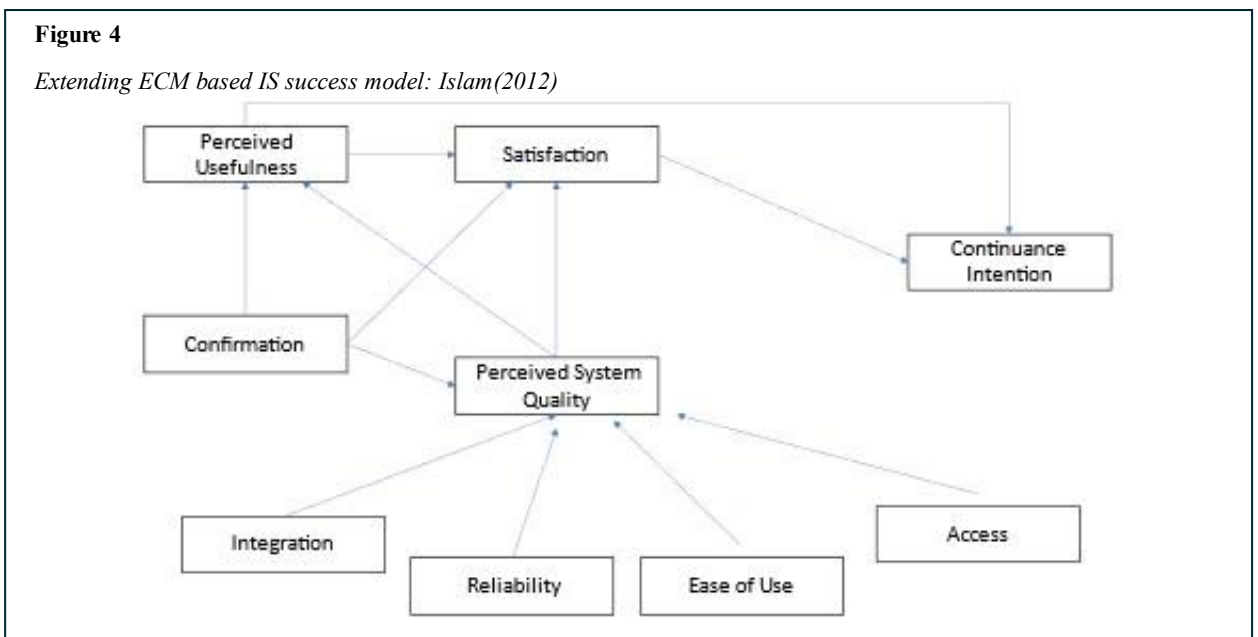 Figure 4
Extending ECM based IS success model: Islam(2012)
Perceived
Usefulness
Satisfaction
Continuance
Intention
Confirmation
Perceived System
Quality
Integration
Reliability
Ease of Use
Access